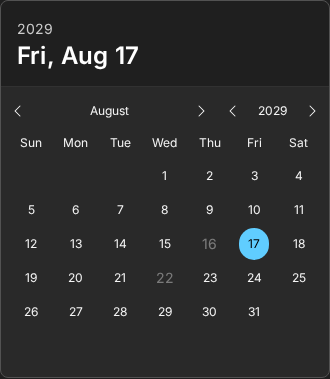 2029
Fri, Aug 17
August 2029
Sun Mon Tue Wed Thu Fri Sat
1 2 3 4
5 6 7 8 9 10 11
12 13 14 15 16 17 18
19 20 21 22 23 24 25
26 27 28 29 30 31